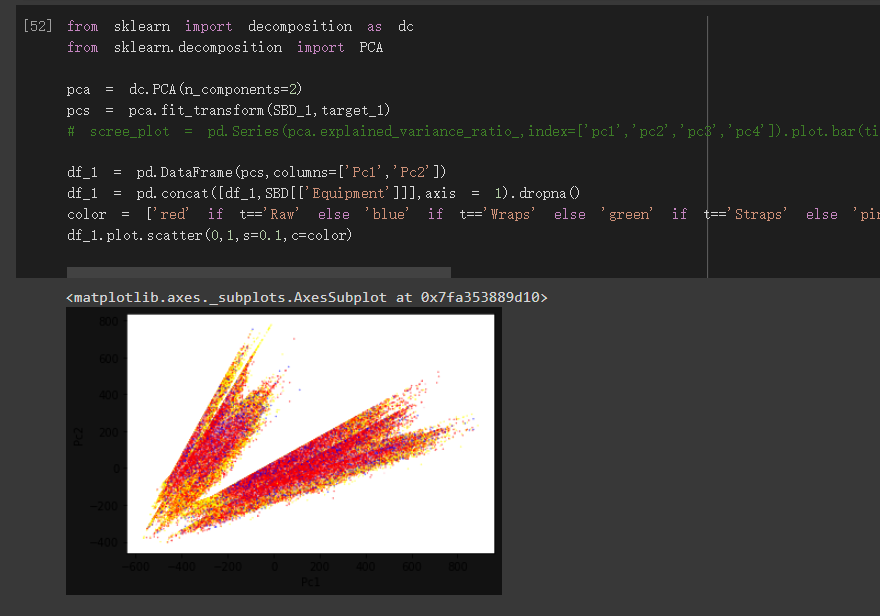 [52] from sklearn import decomposition as dc
from sklearn.decomposition import PCA
pca = dc.PCA(n_components=2)
pcs = pca.fit_transform(SBD_1,target_1)
# scree_plot = pd.Series(pca.explained_variance_ratio_,index=['pc1','pc2','pc3','pc4']).plot.bar(ti
df_1 = pd.DataFrame(pcs,columns=['Pc1','Pc2'])
df_1 = pd.concat([df_1,SBD[['Equipment']]],axis = 1).dropna()
color = ['red' if t=='Raw' else 'blue' if t=='Wraps' else 'green' if t=='Straps' else 'pin
df_1.plot.scatter(0,1,s=0.1,c=color)
<matplotlib.axes._subplots.AxesSubplot at 0x7fa353889d10>
800
600
400
200
0
−200
−400
Pc2
−600 −400 −200 0 200 400 600 800
Pc1